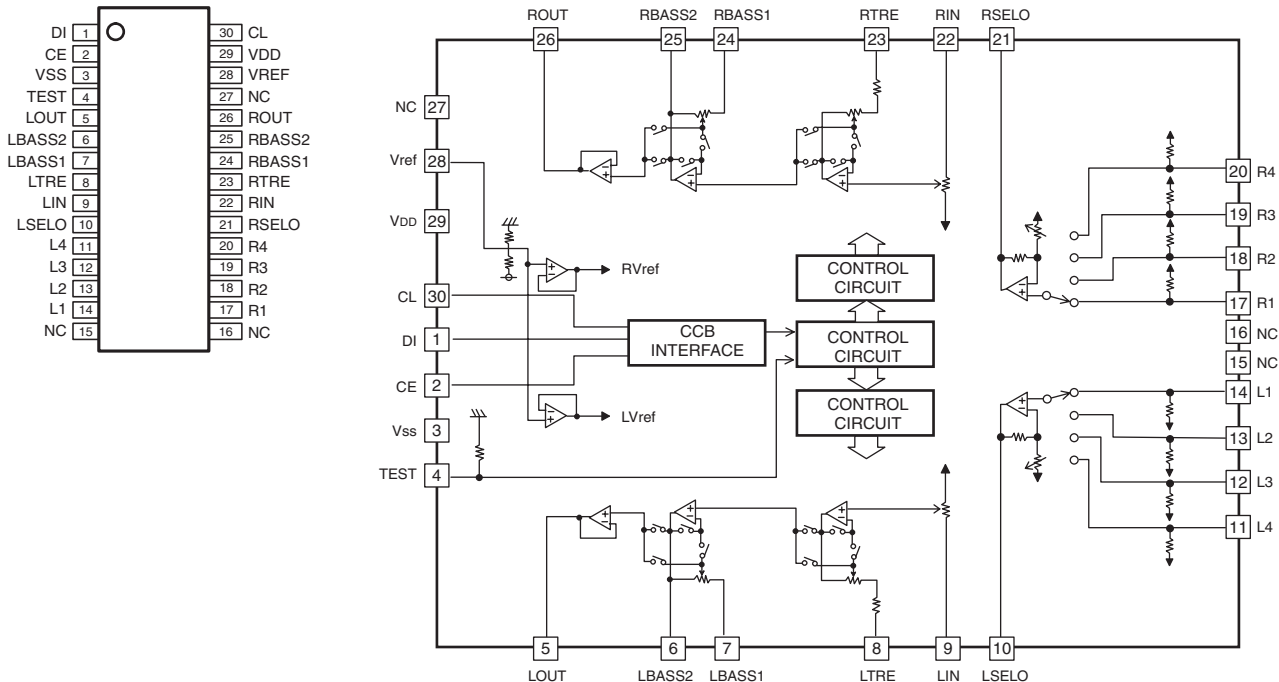 DI 1 30 CL
CE 2 29 VDD
VSS 3 28 VREF
TEST 4 27 NC
LOUT 5 26 ROUT
LBASS2 6 25 RBASS2
LBASS1 7 24 RBASS1
LTRE 8 23 RTRE
LIN 9 22 RIN
LSELO 10 21 RSELO
L4 11 20 R4
L3 12 19 R3
L2 13 18 R2
L1 14 17 R1
NC 15 16 NC
ROUT RBASS2 RBASS1 RTRE RIN RSELO
26 25 24 23 22 21
NC 27
Vref 28
VDD 29
CL 30
DI 1
CE 2
Vss 3
TEST 4
RVref
LVref
CCB
INTERFACE
CONTROL
CIRCUIT
CONTROL
CIRCUIT
CONTROL
CIRCUIT
20 R4
19 R3
18 R2
17 R1
16 NC
15 NC
14 L1
13 L2
12 L3
11 L4
5 6 7 8 9 10
LOUT LBASS2 LBASS1 LTRE LIN LSELO